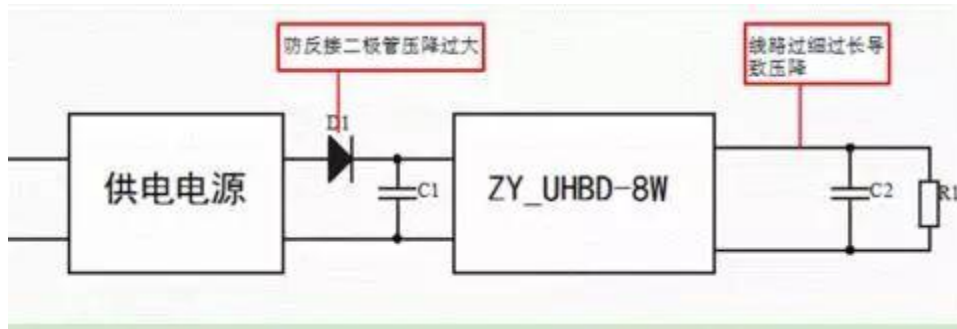 防反接二极管压降过大
线路过细过长导
致压降
D1
供电电源
C1
ZY_UHBD-8W
C2
R1